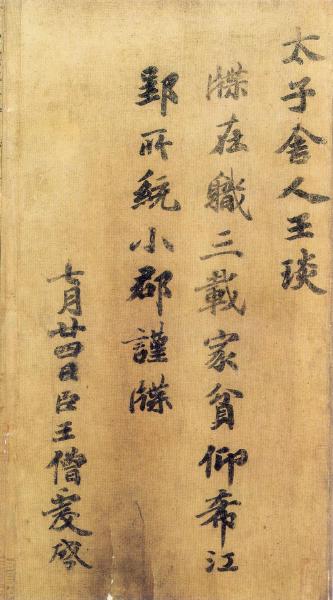 太子舍人王琰
牒在職三載家貧仰希江
郢所統小郡謹牒
七月廿四日臣王僧虔啓